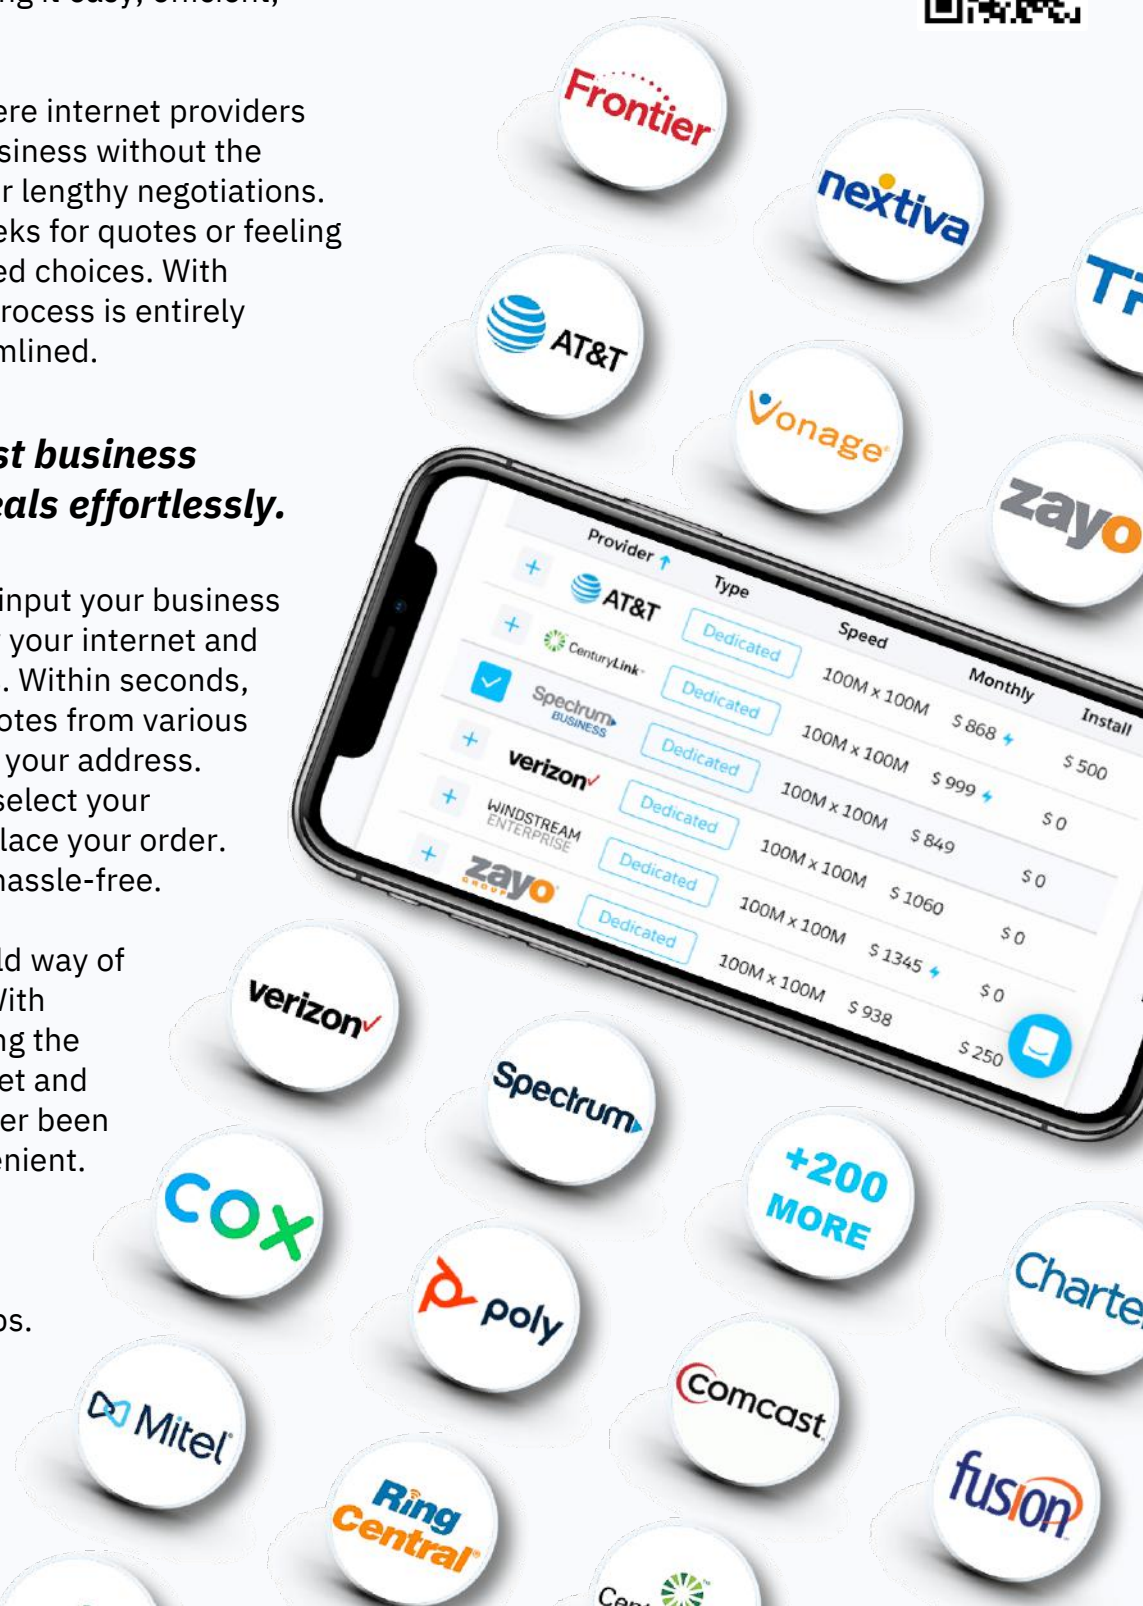 ere internet providers
siness without the
r lengthy negotiations.
eks for quotes or feeling
ed choices. With
rocess is entirely
mlined.
st business
eals effortlessly.
input your business
your internet and
. Within seconds,
otes from various
your address.
select your
lace your order.
hassle-free.
ld way of
With
ng the
et and
er been
enient.
os.
Frontier
nextiva
AT&T
Vonage
zayo
Provider ↑ Type Speed Monthly Install
+ AT&T Dedicated 100M x 100M $ 868 $ 500
+ CenturyLink Dedicated 100M x 100M $ 999 $ 0
Spectrum BUSINESS Dedicated 100M x 100M $ 849 $ 0
+ verizon Dedicated 100M x 100M $ 1060 $ 0
+ WINDSTREAM ENTERPRISE Dedicated 100M x 100M $ 1345 $ 0
+ zayo GROUP Dedicated 100M x 100M $ 938 $ 250
verizon
Spectrum
COX
+200
MORE
poly
Charte
Comcast
Mitel
Ring
Central
fusion
Cen